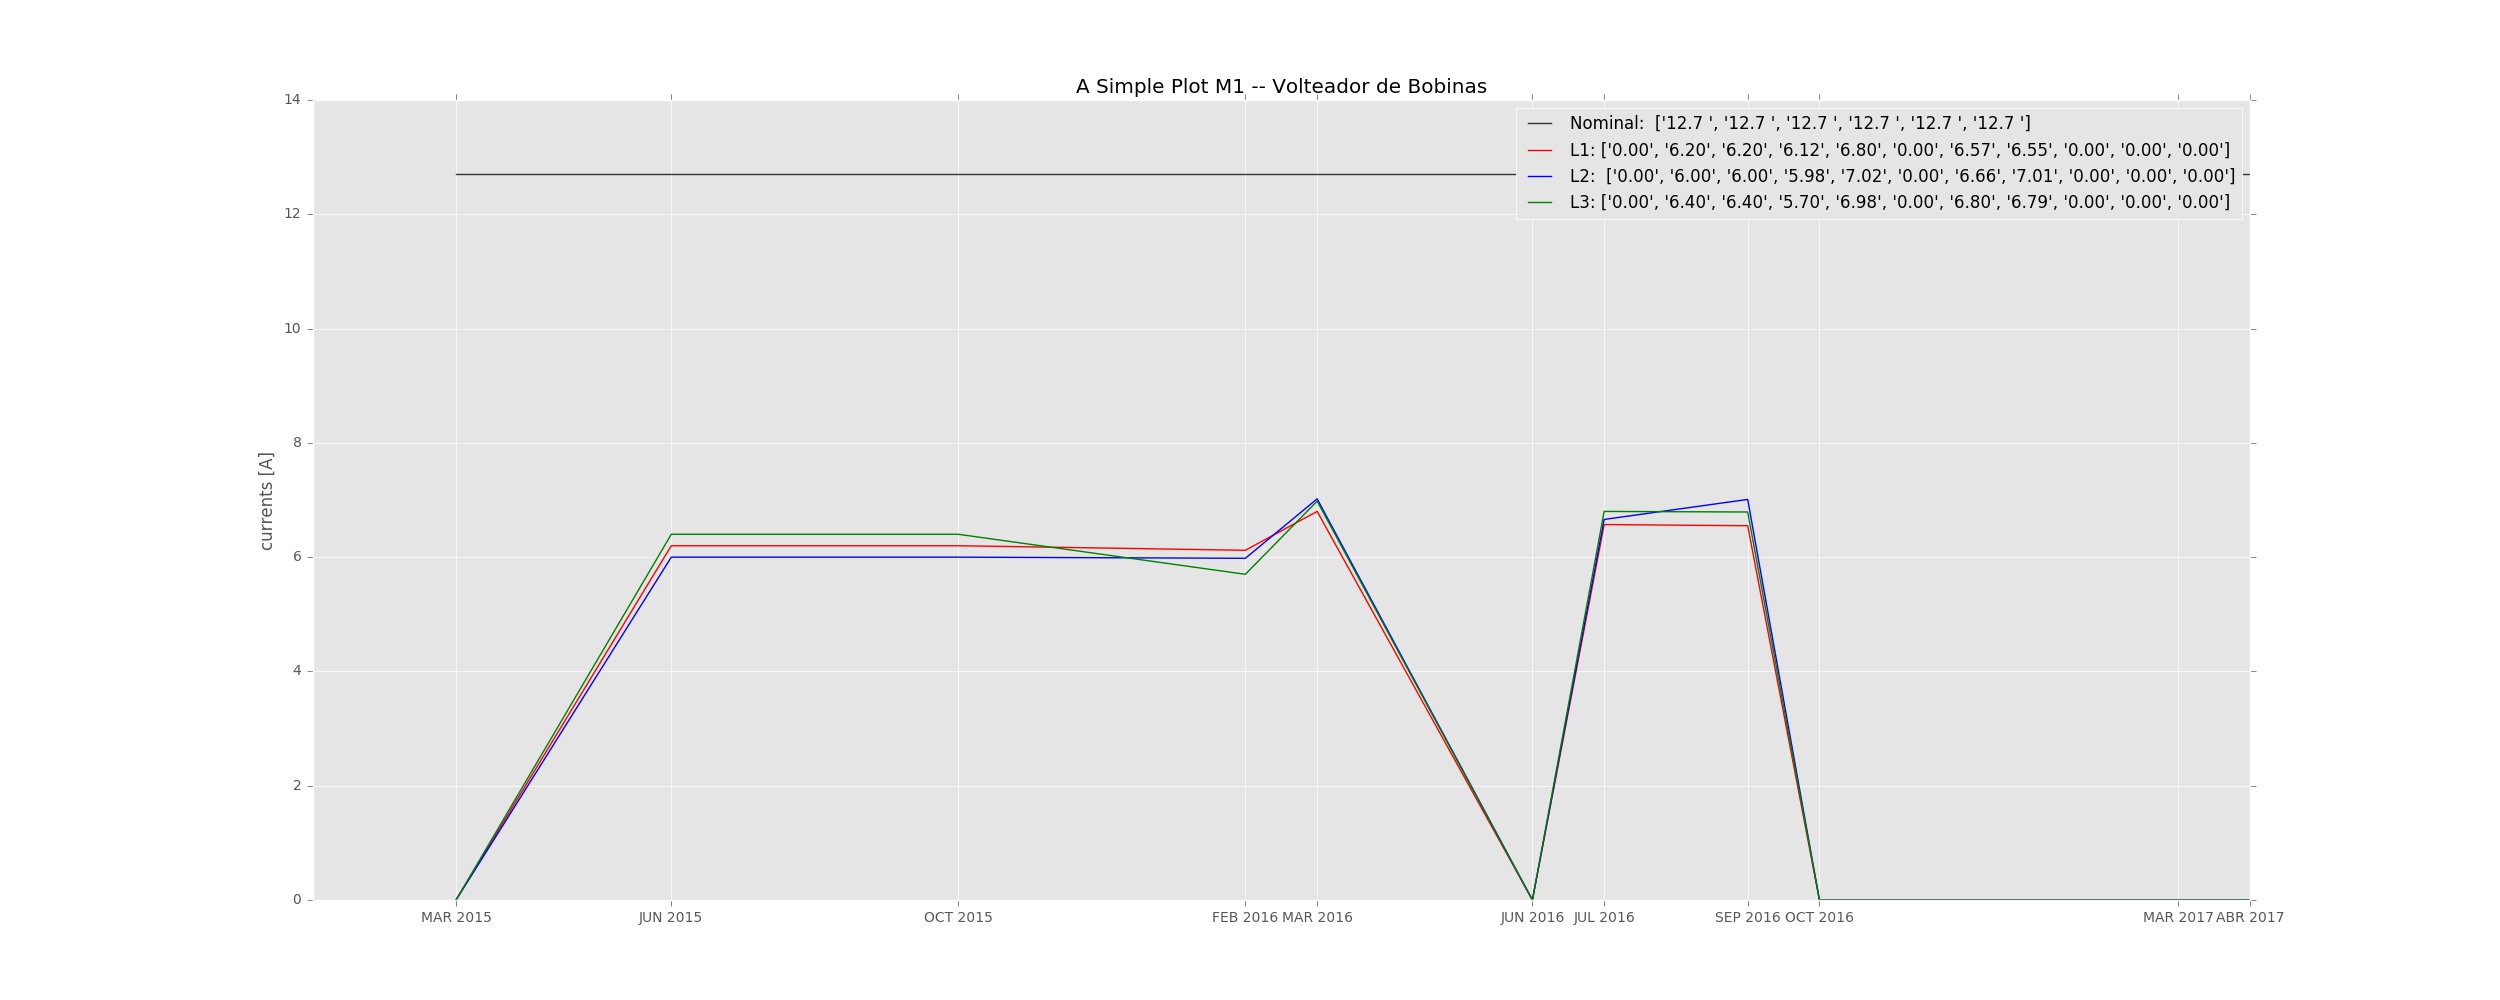 A Simple Plot M1 -- Volteador de Bobinas
Nominal:  ['12.7 ', '12.7 ', '12.7 ', '12.7 ', '12.7 ', '12.7 ']
L1: ['0.00', '6.20', '6.20', '6.12', '6.80', '0.00', '6.57', '6.55', '0.00', '0.00', '0.00']
L2:  ['0.00', '6.00', '6.00', '5.98', '7.02', '0.00', '6.66', '7.01', '0.00', '0.00', '0.00']
L3: ['0.00', '6.40', '6.40', '5.70', '6.98', '0.00', '6.80', '6.79', '0.00', '0.00', '0.00']
currents [A]
14
12
10
8
6
4
2
0
MAR 2015 JUN 2015 OCT 2015 FEB 2016 MAR 2016 JUN 2016 JUL 2016 SEP 2016 OCT 2016 MAR 2017 ABR 2017